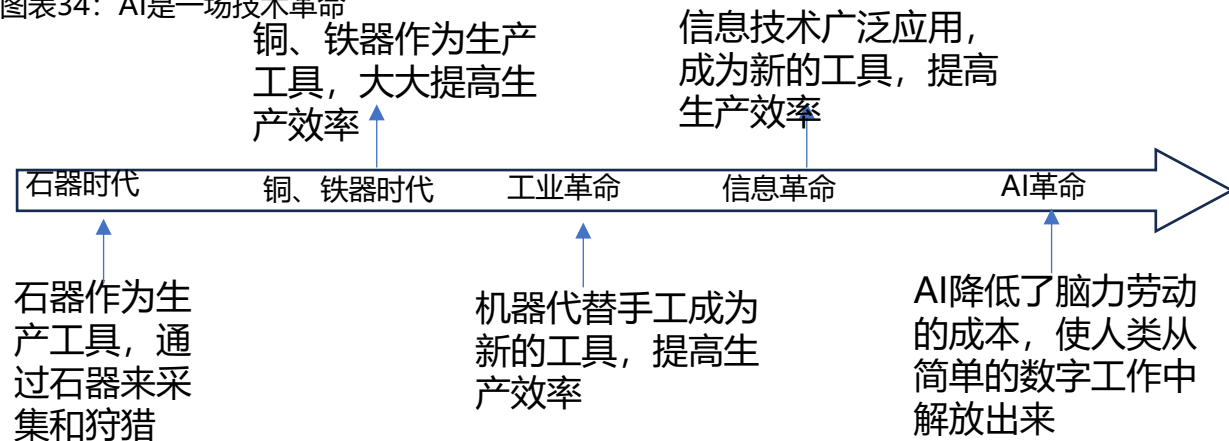 图表34：AI是一场技术革命
铜、铁器作为生产
工具，大大提高生
产效率
信息技术广泛应用，
成为新的工具，提高
生产效率
石器时代
铜、铁器时代
工业革命
信息革命
AI革命
石器作为生
产工具，通
过石器来采
集和狩猎
机器代替手工成为
新的工具，提高生
产效率
AI降低了脑力劳动
的成本，使人类从
简单的数字工作中
解放出来